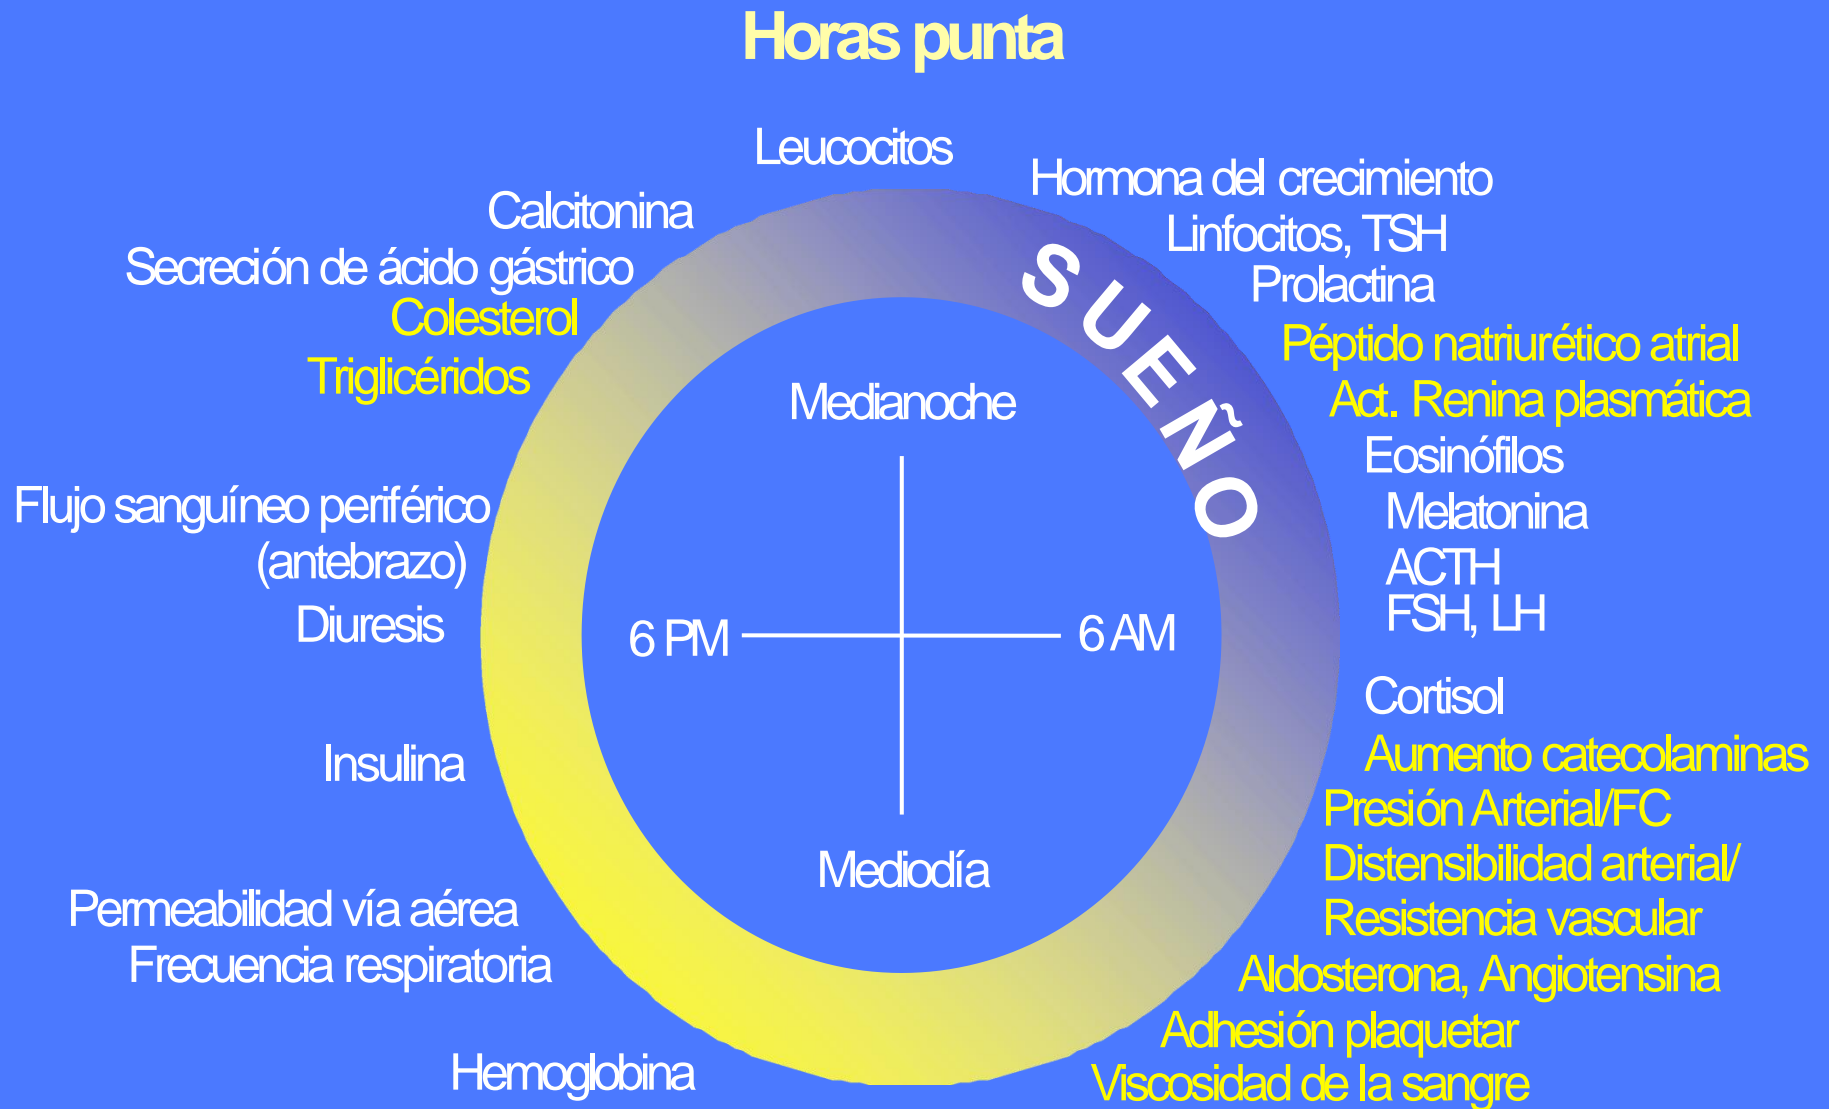 Horas punta
Leucocitos
Hormona del crecimiento
Linfocitos, TSH
Prolactina
Péptido natriurético atrial
Act. Renina plasmática
Eosinófilos
Melatonina
ACTH
FSH, LH
Cortisol
Aumento catecolaminas
Presión Arterial/FC
Distensibilidad arterial/
Resistencia vascular
Aldosterona, Angiotensina
Adhesión plaquetar
Viscosidad de la sangre
Hemoglobina
Frecuencia respiratoria
Permeabilidad vía aérea
Insulina
Diuresis
Flujo sanguíneo periférico
(antebrazo)
Triglicéridos
Colesterol
Secreción de ácido gástrico
Calcitonina
SUEÑO
Medianoche
6 PM
6 AM
Mediodía